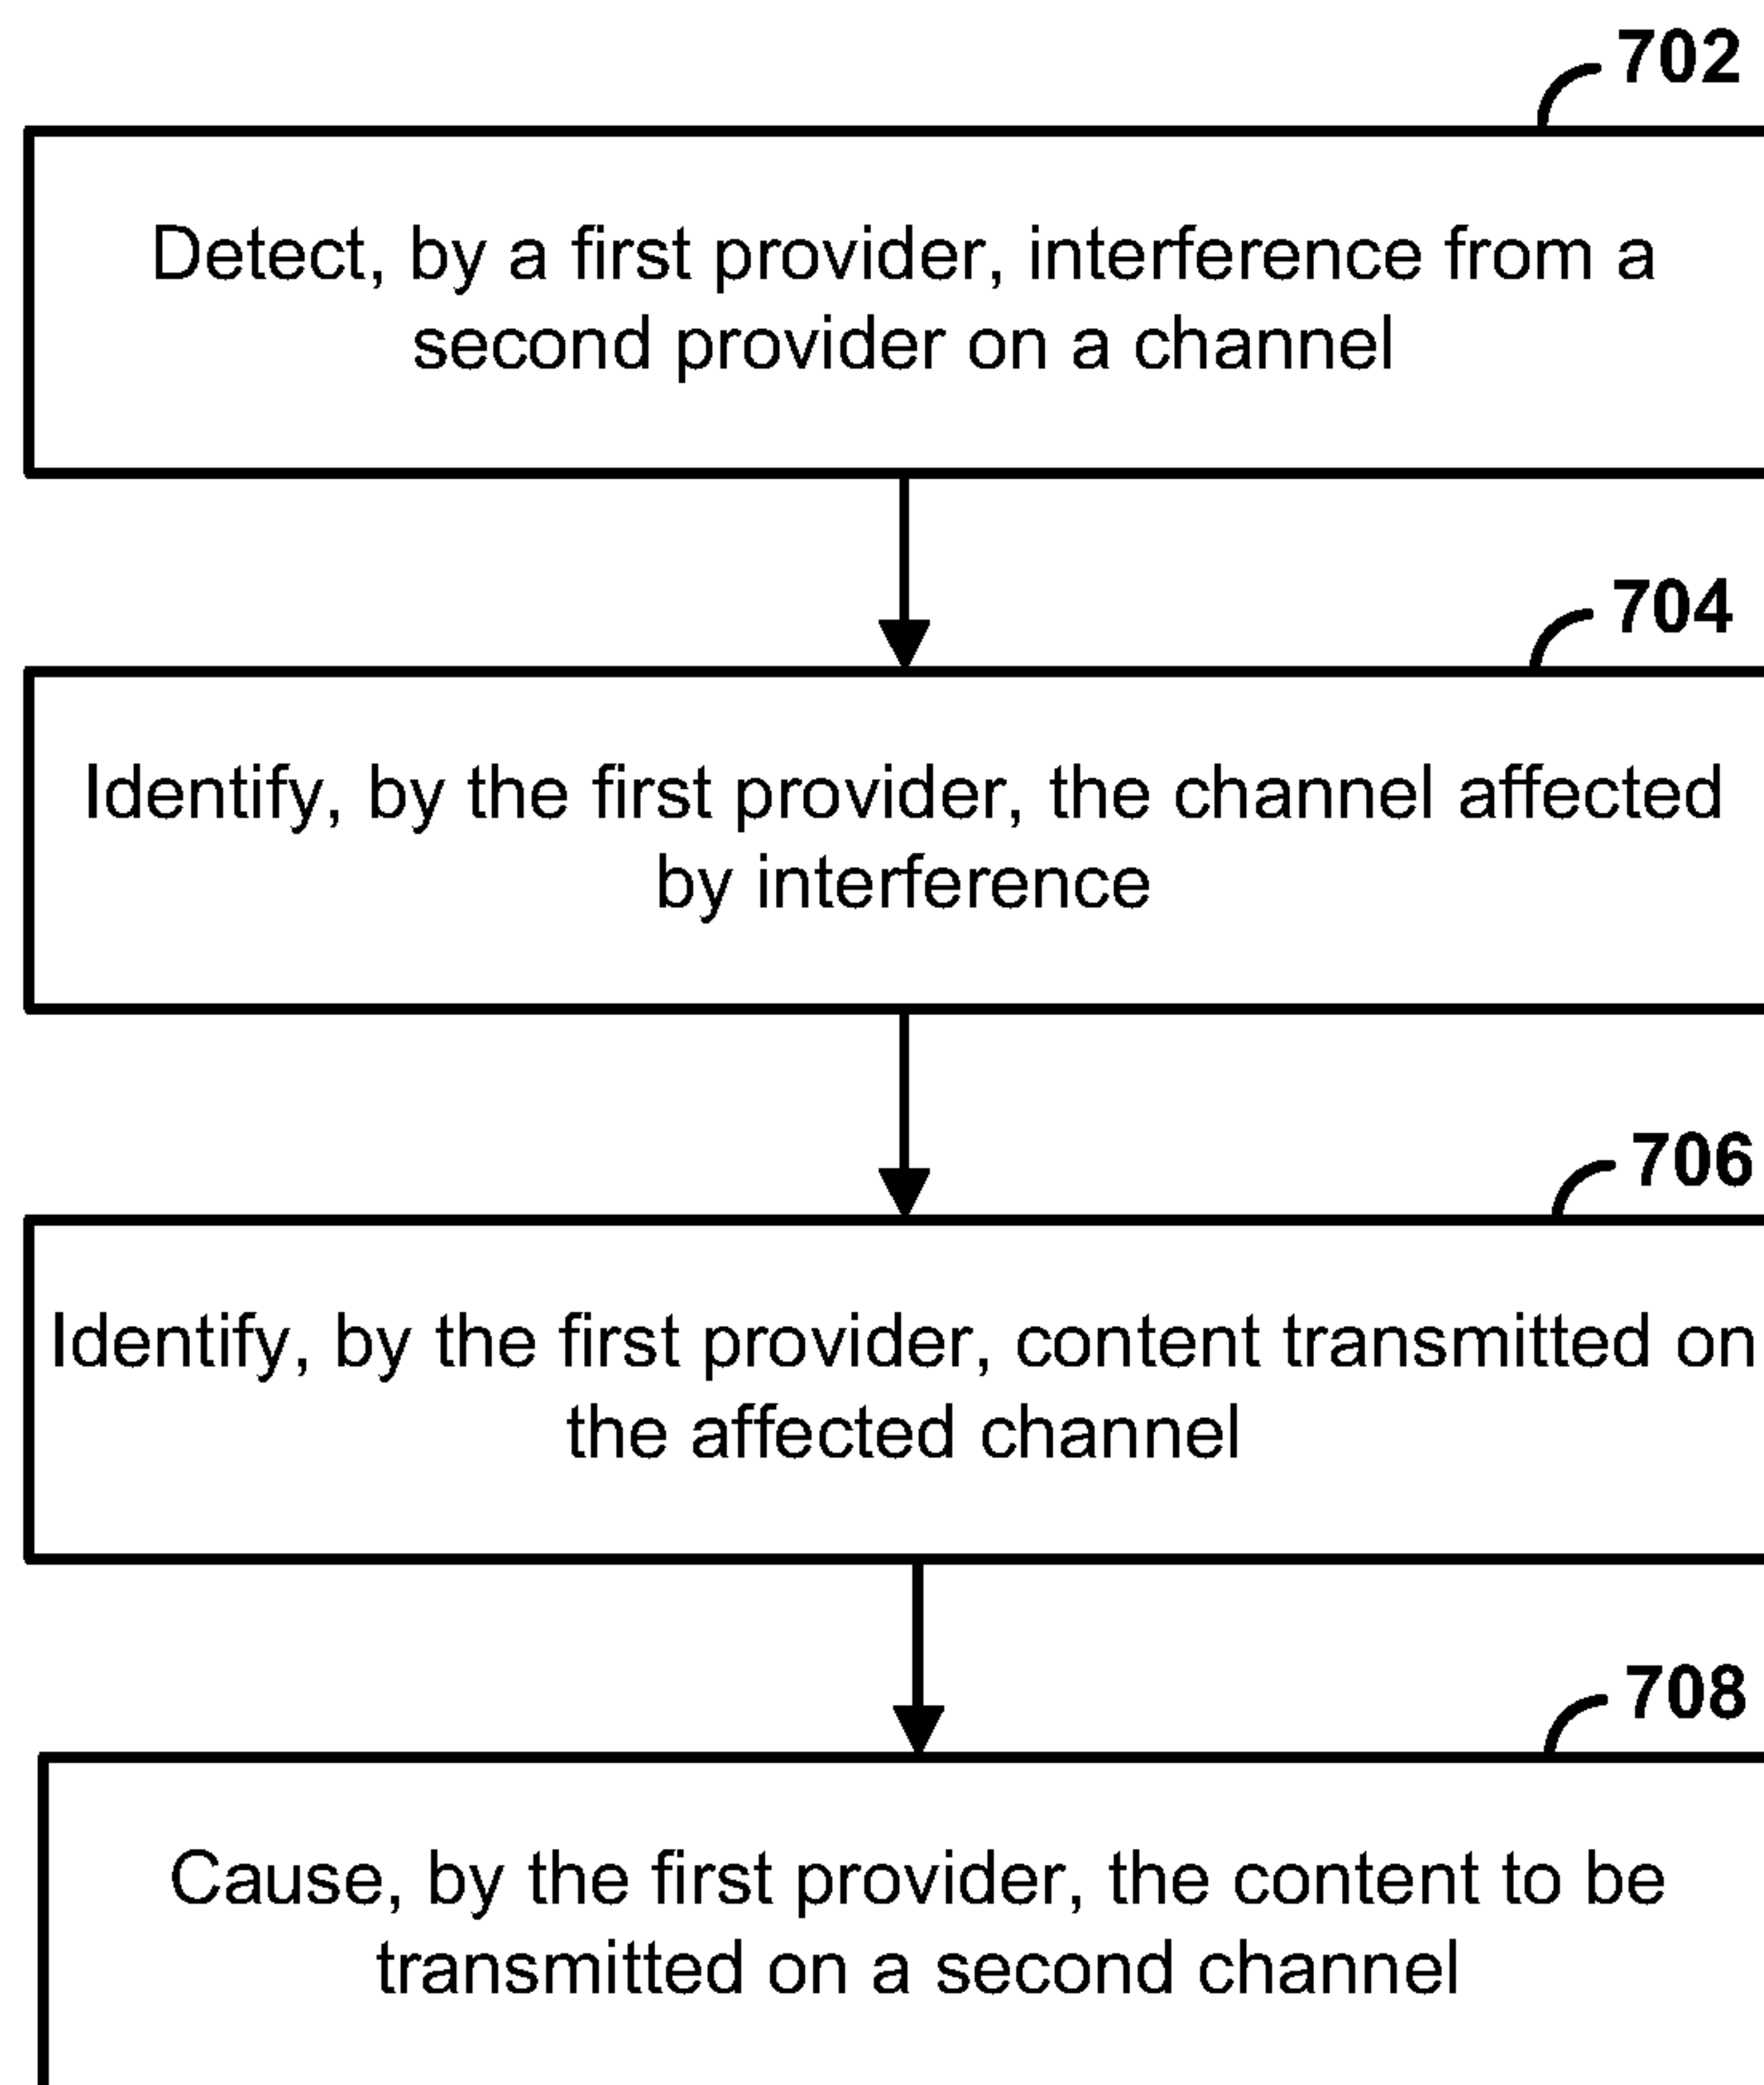 702
Detect, by a first provider, interference from a
second provider on a channel
704
Identify, by the first provider, the channel affected
by interference
706
Identify, by the first provider, content transmitted on
the affected channel
708
Cause, by the first provider, the content to be
transmitted on a second channel